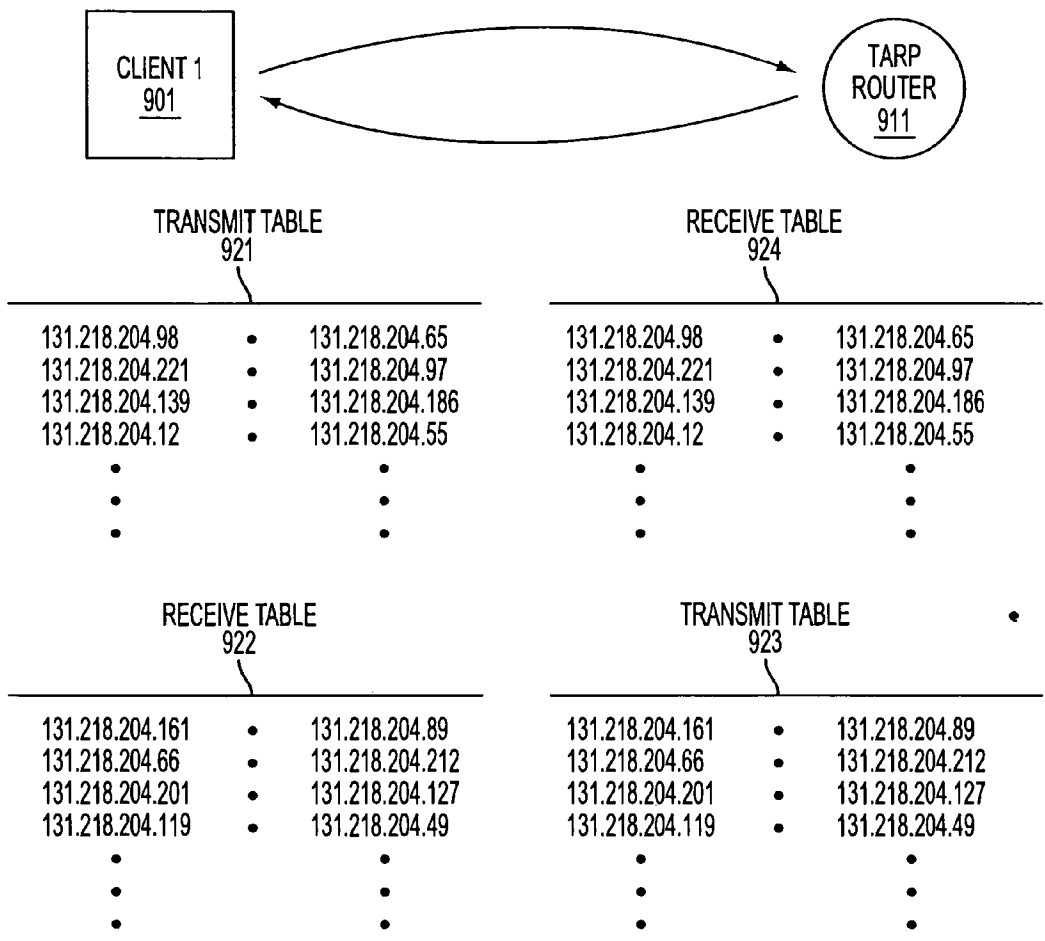 CLIENT 1
901
TARP
ROUTER
911
TRANSMIT TABLE
921
RECEIVE TABLE
924
131.218.204.98 • 131.218.204.65
131.218.204.221 • 131.218.204.97
131.218.204.139 • 131.218.204.186
131.218.204.12 • 131.218.204.55
131.218.204.98 • 131.218.204.65
131.218.204.221 • 131.218.204.97
131.218.204.139 • 131.218.204.186
131.218.204.12 • 131.218.204.55
RECEIVE TABLE
922
TRANSMIT TABLE
923
131.218.204.161 • 131.218.204.89
131.218.204.66 • 131.218.204.212
131.218.204.201 • 131.218.204.127
131.218.204.119 • 131.218.204.49
131.218.204.161 • 131.218.204.89
131.218.204.66 • 131.218.204.212
131.218.204.201 • 131.218.204.127
131.218.204.119 • 131.218.204.49